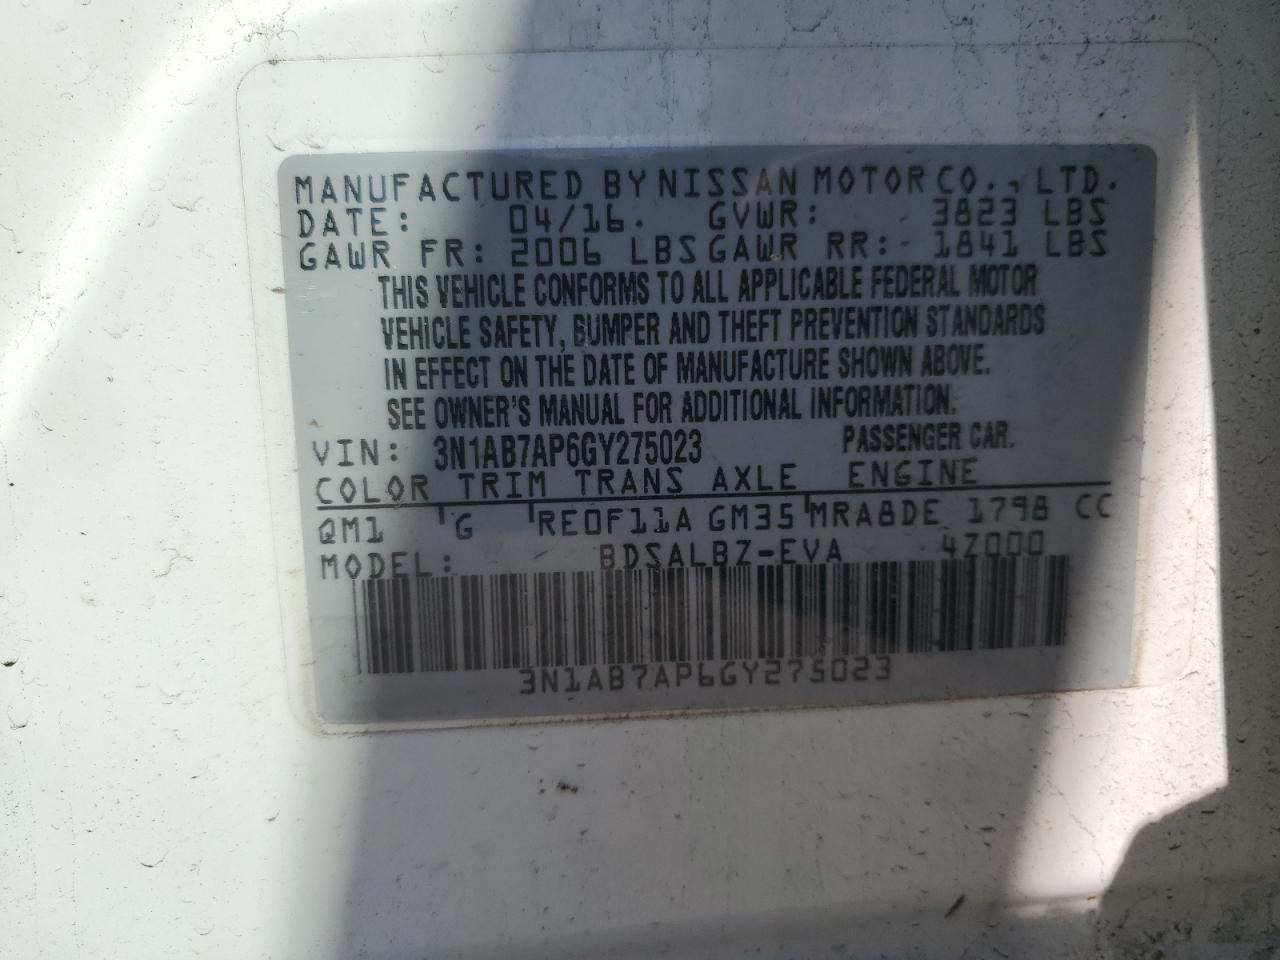 MANUFACTURED BY NISSAN MOTOR CO., LTD.
DATE: 04/16. GVWR: 3823 LBS
GAWR FR: 2006 LBS GAWR RR: 1841 LBS
THIS VEHICLE CONFORMS TO ALL APPLICABLE FEDERAL MOTOR
VEHICLE SAFETY, BUMPER AND THEFT PREVENTION STANDARDS
IN EFFECT ON THE DATE OF MANUFACTURE SHOWN ABOVE.
SEE OWNER'S MANUAL FOR ADDITIONAL INFORMATION.
VIN: 3N1AB7AP6GY275023 PASSENGER CAR.
COLOR TRIM TRANS AXLE ENGINE
QM1 G RE0F11A GM35 MRA8DE 1798 CC
MODEL: BDSALBZ-EVA 4Z000
3N1AB7AP6GY275023